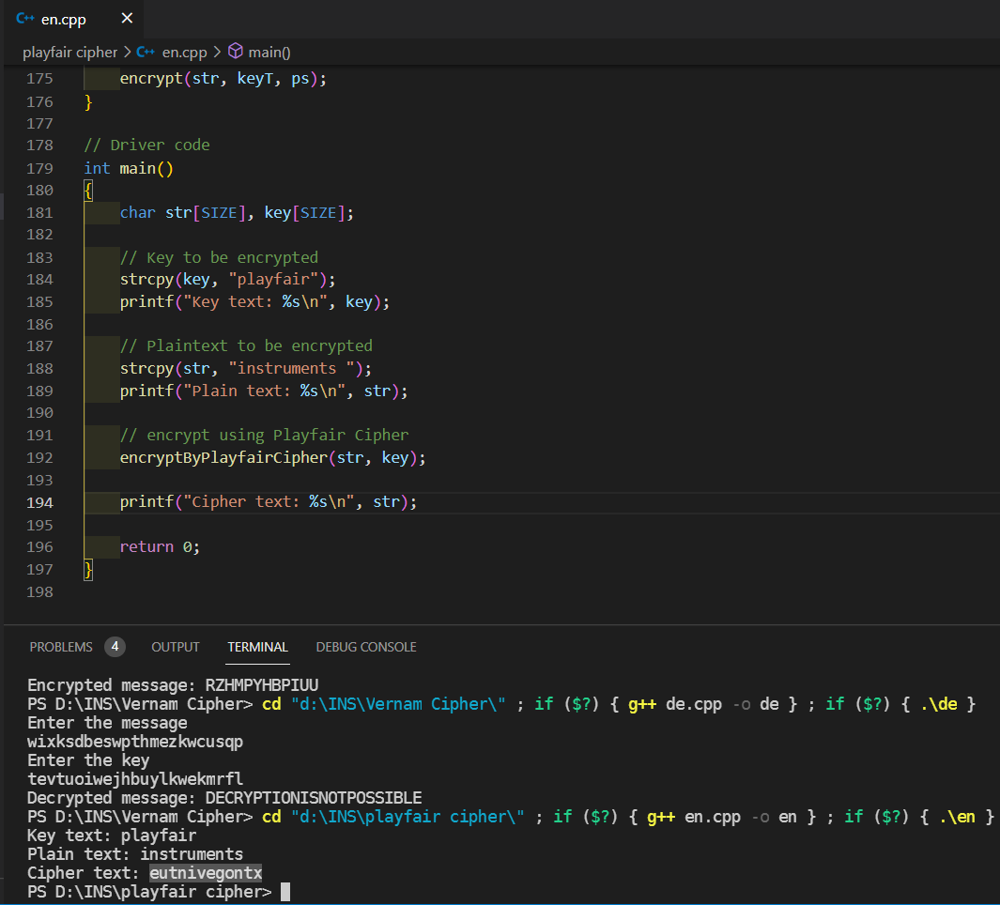 C++ en.cpp ×
playfair cipher > C++ en.cpp > main()
175 encrypt(str, keyT, ps);
176 }
177
178 // Driver code
179 int main()
180 {
181 char str[SIZE], key[SIZE];
182
183 // Key to be encrypted
184 strcpy(key, "playfair");
185 printf("Key text: %s\n", key);
186
187 // Plaintext to be encrypted
188 strcpy(str, "instruments ");
189 printf("Plain text: %s\n", str);
190
191 // encrypt using Playfair Cipher
192 encryptByPlayfairCipher(str, key);
193
194 printf("Cipher text: %s\n", str);
195
196 return 0;
197 }
198
PROBLEMS 4 OUTPUT TERMINAL DEBUG CONSOLE
Encrypted message: RZHMPYHBPIUU
PS D:\INS\Vernam Cipher> cd "d:\INS\Vernam Cipher\" ; if ($?) { g++ de.cpp -o de } ; if ($?) { .\de }
Enter the message
wixksdbeswpthmezkwcusqp
Enter the key
tevtuoiwejhbuylkwekmrfl
Decrypted message: DECRYPTIONISNOTPOSSIBLE
PS D:\INS\Vernam Cipher> cd "d:\INS\playfair cipher\" ; if ($?) { g++ en.cpp -o en } ; if ($?) { .\en }
Key text: playfair
Plain text: instruments
Cipher text: eutnivegontx
PS D:\INS\playfair cipher>